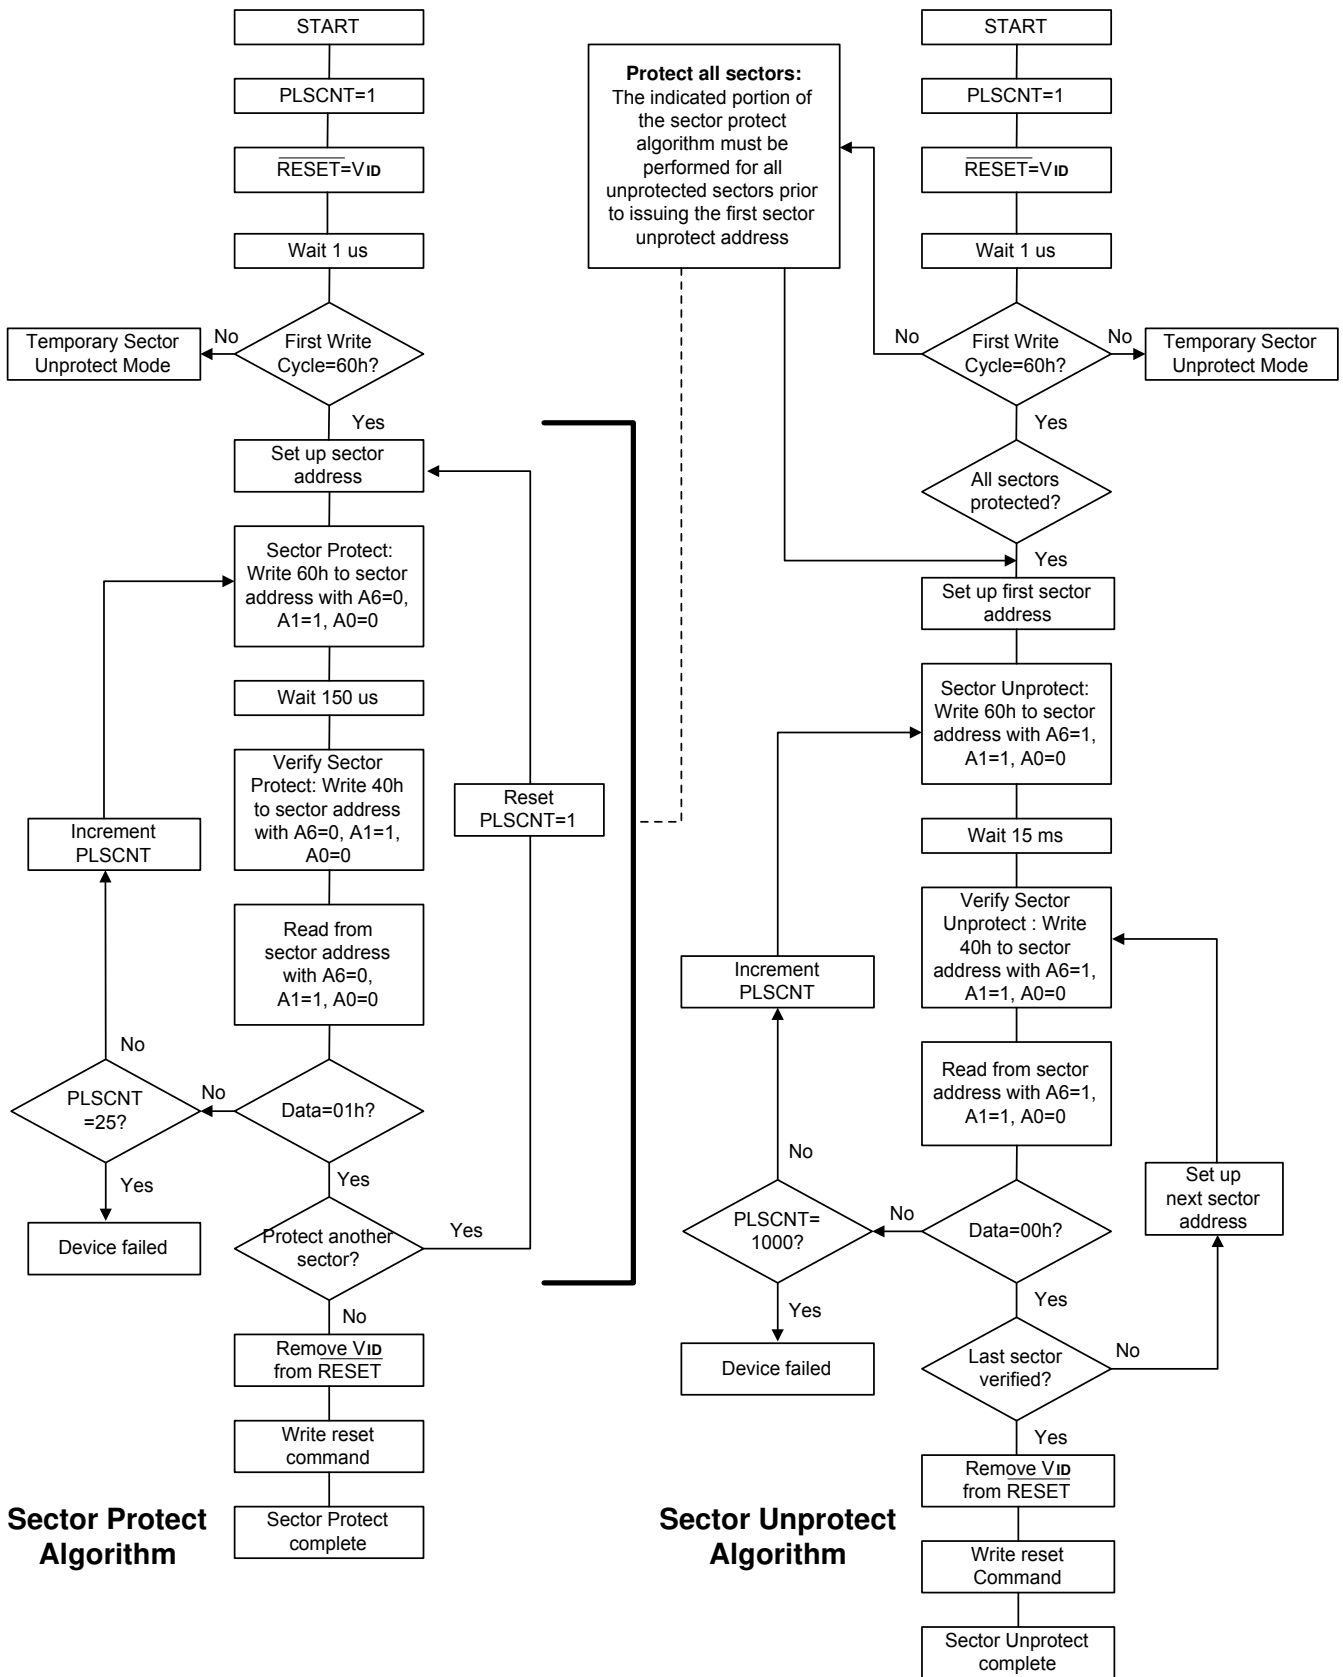 START
PLSCNT=1
RESET=VID
Wait 1 us
First Write
Cycle=60h?
No
Temporary Sector
Unprotect Mode
Yes
Set up sector
address
Sector Protect:
Write 60h to sector
address with A6=0,
A1=1, A0=0
Wait 150 us
Verify Sector
Protect: Write 40h
to sector address
with A6=0, A1=1,
A0=0
Reset
PLSCNT=1
Increment
PLSCNT
Read from
sector address
with A6=0,
A1=1, A0=0
No
PLSCNT
=25?
No
Data=01h?
Yes
Device failed
Yes
Protect another
sector?
Yes
No
Remove VID
from RESET
Write reset
command
Sector Protect
complete
Sector Protect
Algorithm
Protect all sectors:
The indicated portion of
the sector protect
algorithm must be
performed for all
unprotected sectors prior
to issuing the first sector
unprotect address
START
PLSCNT=1
RESET=VID
Wait 1 us
No
First Write
Cycle=60h?
No
Temporary Sector
Unprotect Mode
Yes
All sectors
protected?
Yes
Set up first sector
address
Sector Unprotect:
Write 60h to sector
address with A6=1,
A1=1, A0=0
Wait 15 ms
Verify Sector
Unprotect : Write
40h to sector
address with A6=1,
A1=1, A0=0
Increment
PLSCNT
Read from sector
address with A6=1,
A1=1, A0=0
No
PLSCNT=
1000?
No
Data=00h?
Set up
next sector
address
Yes
Device failed
Yes
Last sector
verified?
No
Yes
Remove VID
from RESET
Write reset
Command
Sector Unprotect
complete
Sector Unprotect
Algorithm